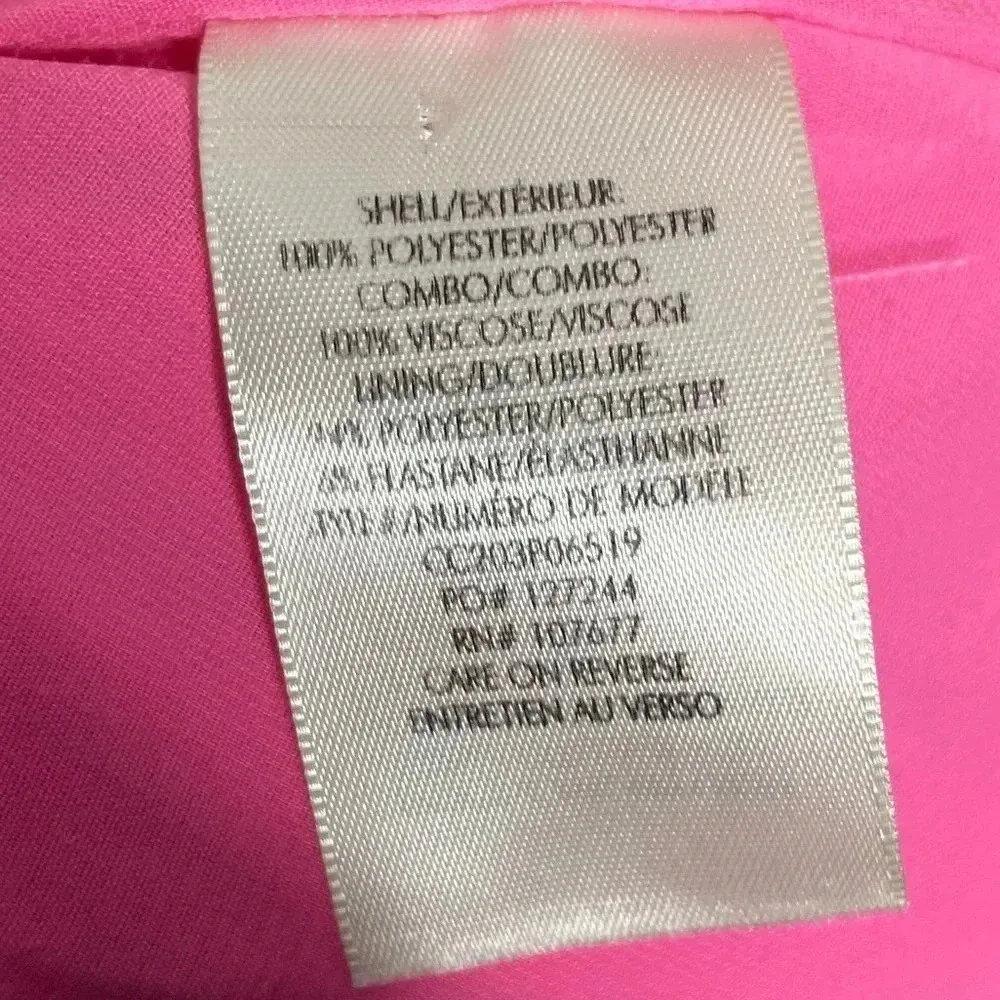 SHELL/EXTÉRIEUR:
100% POLYESTER/POLYESTER
COMBO/COMBO:
100% VISCOSE/VISCOSE
LINING/DOUBLURE:
POLYESTER/POLYESTER
ELASTANE/ÉLASTHANNE
STYLE #/NUMÉRO DE MODÈLE
CC203P06519
PO# 127244
RN# 107677
CARE ON REVERSE
ENTRETIEN AU VERSO